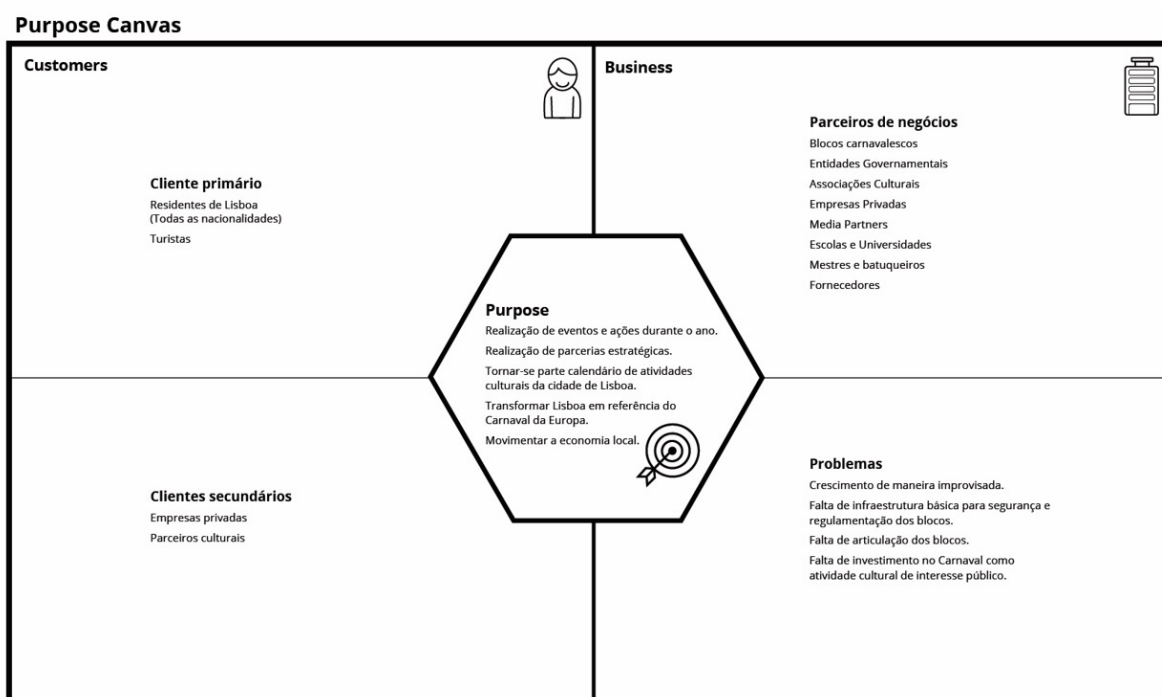 Purpose Canvas
Customers
Cliente primário
Residentes de Lisboa
(Todas as nacionalidades)
Turistas
Business
Parceiros de negócios
Blocos carnavalescos
Entidades Governamentais
Associações Culturais
Empresas Privadas
Media Partners
Escolas e Universidades
Mestres e batuqueiros
Fornecedores
Purpose
Realização de eventos e ações durante o ano.
Realização de parcerias estratégicas.
Tornar-se parte calendário de atividades
culturais da cidade de Lisboa.
Transformar Lisboa em referência do
Carnaval da Europa.
Movimentar a economia local.
Clientes secundários
Empresas privadas
Parceiros culturais
Problemas
Crescimento de maneira improvisada.
Falta de infraestrutura básica para segurança e
regulamentação dos blocos.
Falta de articulação dos blocos.
Falta de investimento no Carnaval como
atividade cultural de interesse público.